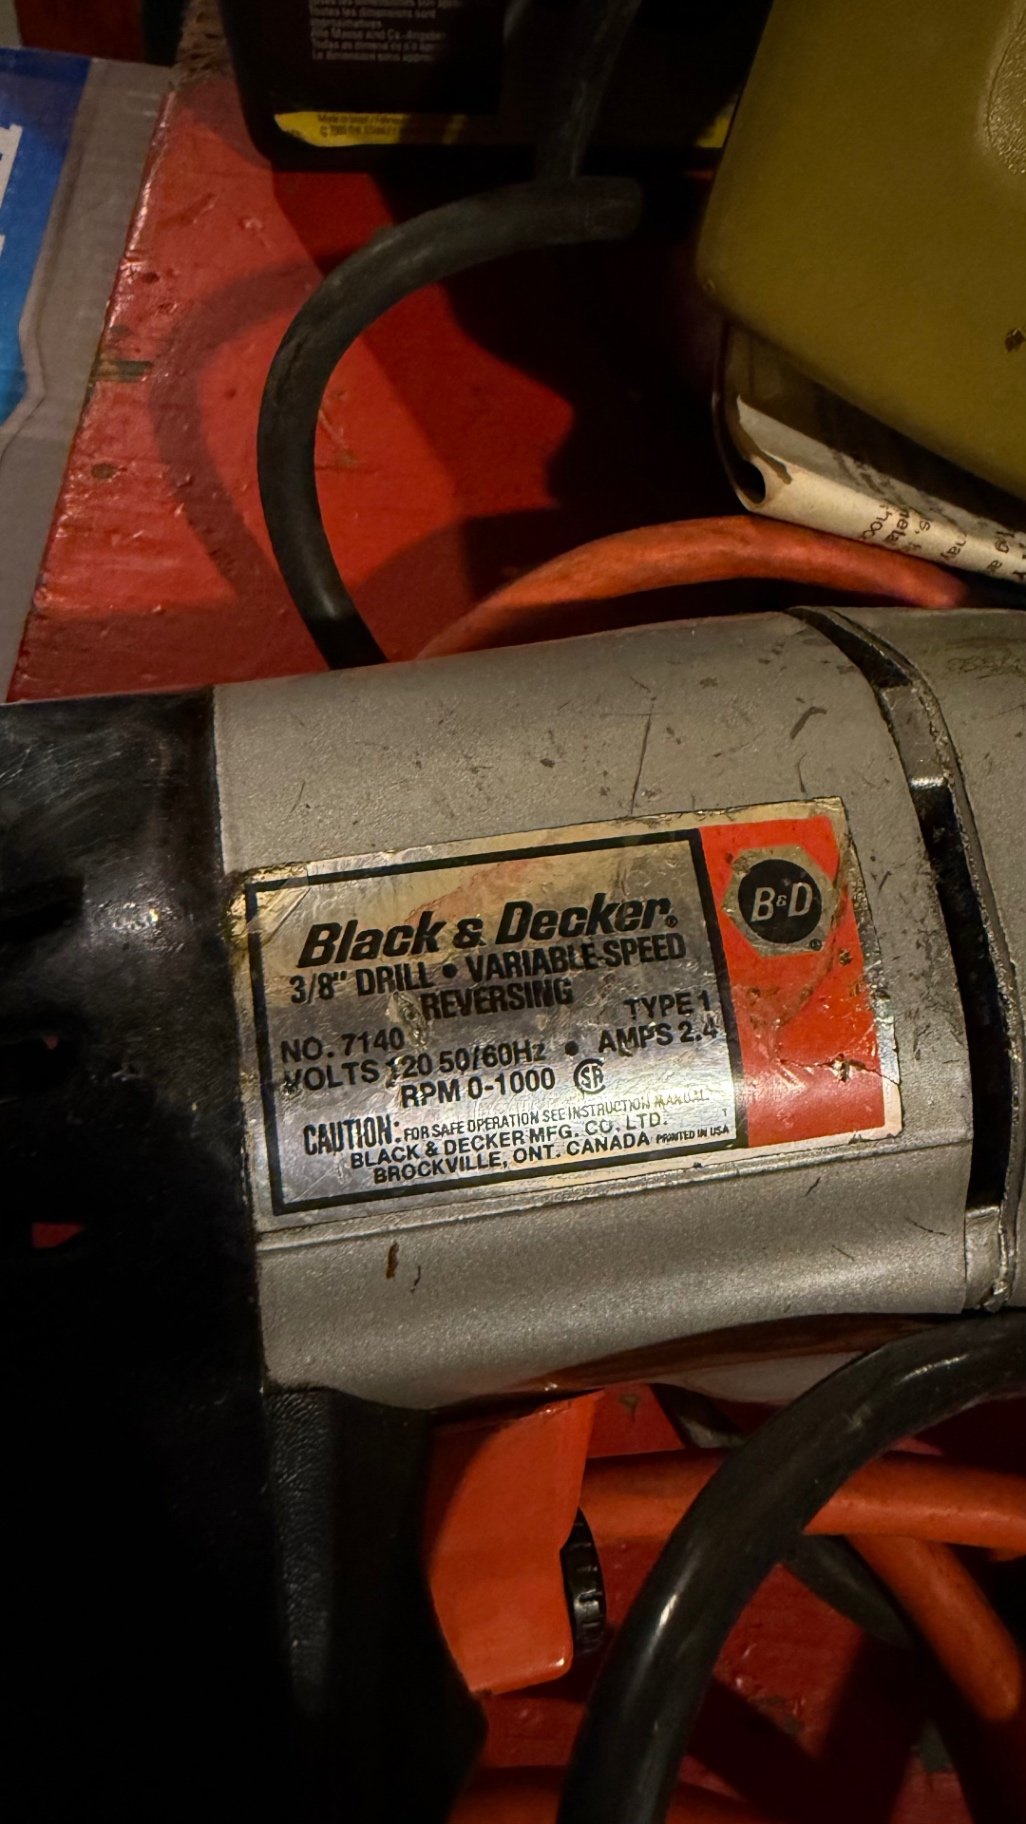 Black & Decker®
3/8" DRILL • VARIABLE-SPEED
REVERSING
NO. 7140 TYPE 1
VOLTS 120 50/60Hz • AMPS 2.4
RPM 0-1000 SA
CAUTION: FOR SAFE OPERATION SEE INSTRUCTION MANUAL.
BLACK & DECKER MFG. CO. LTD.
BROCKVILLE, ONT. CANADA PRINTED IN USA
B&D®